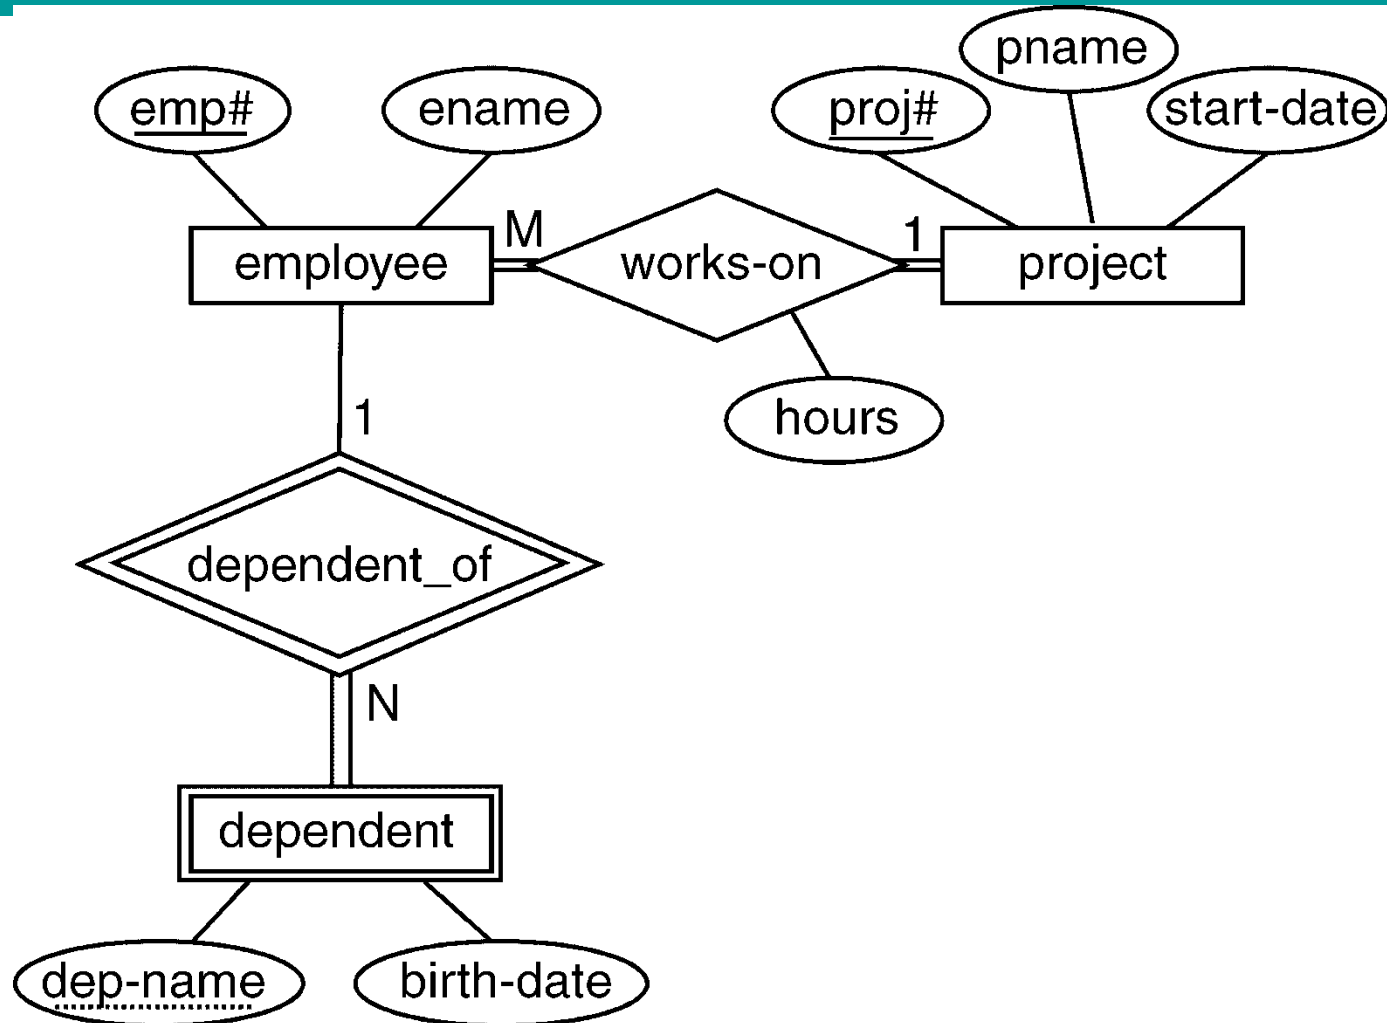 pname
emp#
ename
proj#
start-date
M
1
employee
works-on
project
hours
1
dependent_of
N
dependent
dep-name
birth-date